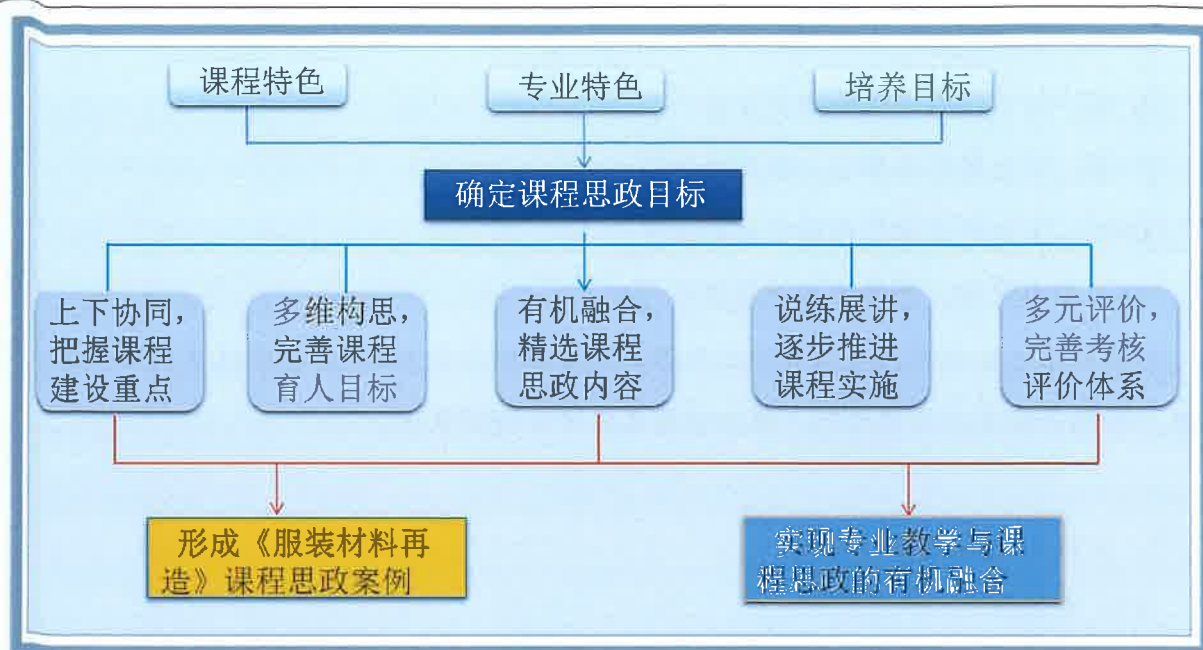 课程特色
专业特色
培养目标
确定课程思政目标
上下协同，
把握课程
建设重点
多维构思，
完善课程
育人目标
有机融合，
精选课程
思政内容
说练展讲，
逐步推进
课程实施
多元评价，
完善考核
评价体系
形成《服装材料再
造》课程思政案例
实现专业教学与课
程思政的有机融合